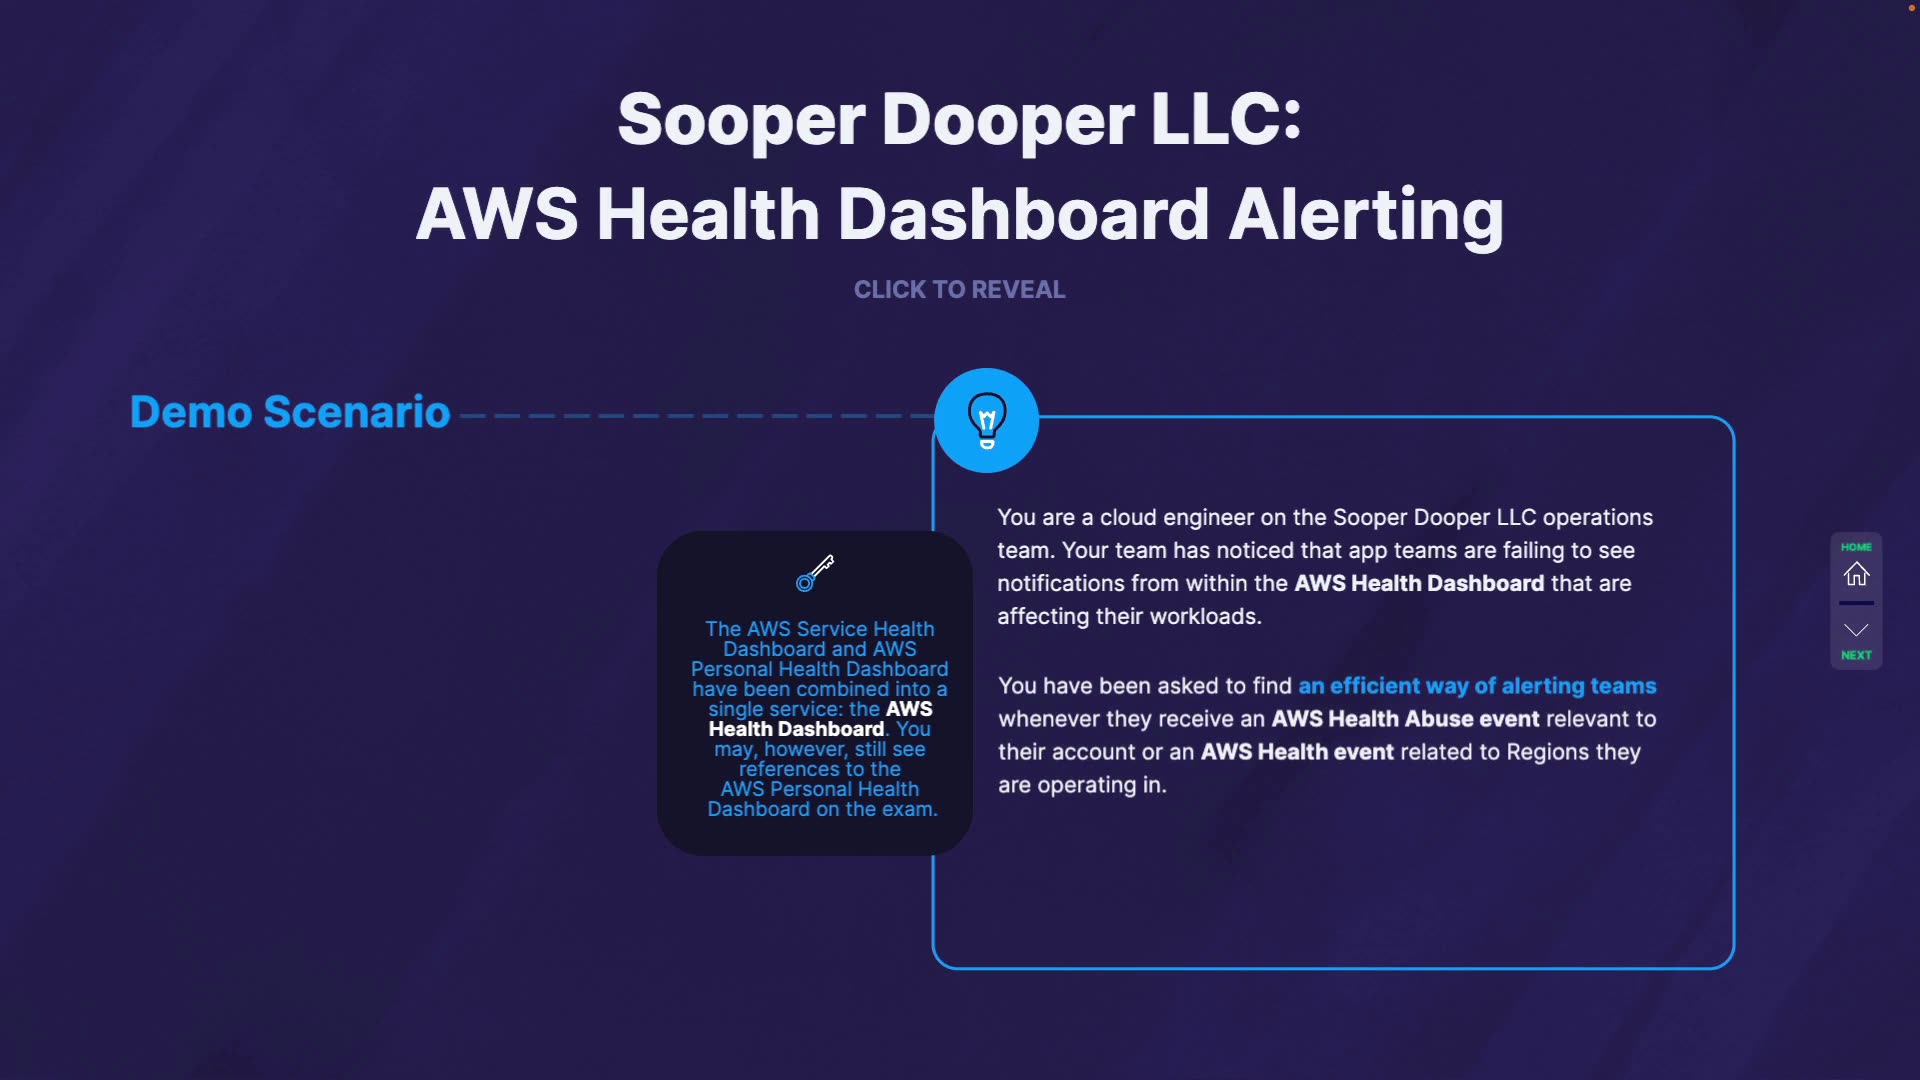 Sooper Dooper LLC:
AWS Health Dashboard Alerting
CLICK TO REVEAL
Demo Scenario
The AWS Service Health
Dashboard and AWS
Personal Health Dashboard
have been combined into a
single service: the AWS
Health Dashboard. You
may, however, still see
references to the
AWS Personal Health
Dashboard on the exam.
You are a cloud engineer on the Sooper Dooper LLC operations
team. Your team has noticed that app teams are failing to see
notifications from within the AWS Health Dashboard that are
affecting their workloads.
You have been asked to find an efficient way of alerting teams
whenever they receive an AWS Health Abuse event relevant to
their account or an AWS Health event related to Regions they
are operating in.
HOME
NEXT